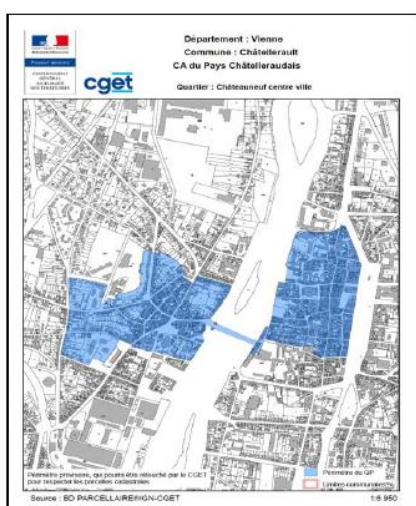 Département : Vienne
Commune : Châtellerault
CA du Pays Châtelleraudais
cget
Quartier : Châteauneuf centre ville
Périmètre provisoire, qui pourra être retouché par le CGET
pour respecter les parcelles cadastrales
Périmètre du QP
Limites communales
Source : BD PARCELLAIRE®IGN-CGET
1:6 950